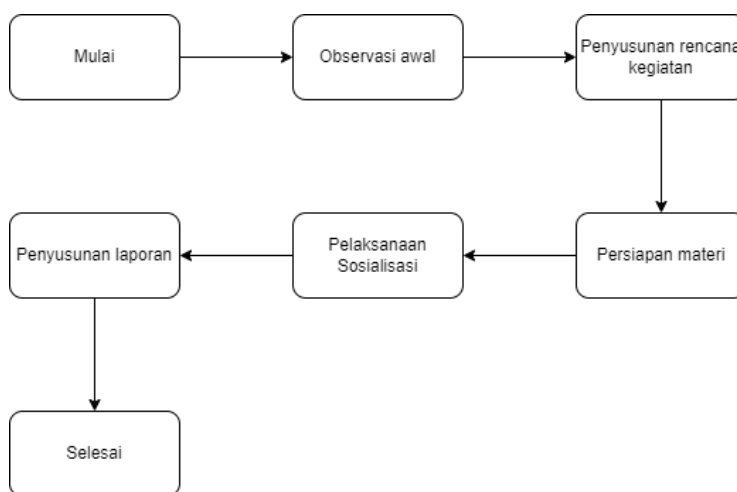 Mulai
Observasi awal
Penyusunan rencana
kegiatan
Persiapan materi
Pelaksanaan
Sosialisasi
Penyusunan laporan
Selesai